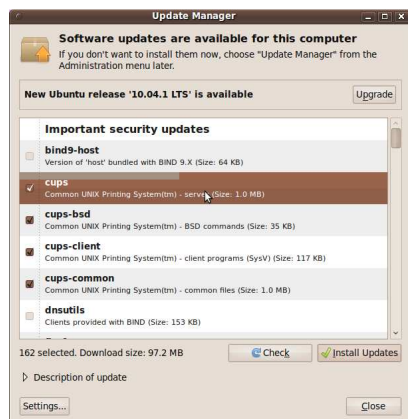 Update Manager
Software updates are available for this computer
If you don't want to install them now, choose "Update Manager" from the
Administration menu later.
New Ubuntu release '10.04.1 LTS' is available
Upgrade
Important security updates
bind9-host
Version of 'host' bundled with BIND 9.X (Size: 64 KB)
cups
Common UNIX Printing System(tm) - server (Size: 1.0 MB)
cups-bsd
Common UNIX Printing System(tm) - BSD commands (Size: 35 KB)
cups-client
Common UNIX Printing System(tm) - client programs (SysV) (Size: 117 KB)
cups-common
Common UNIX Printing System(tm) - common files (Size: 1.0 MB)
dnsutils
Clients provided with BIND (Size: 153 KB)
162 selected. Download size: 97.2 MB
Check
Install Updates
Description of update
Settings...
Close